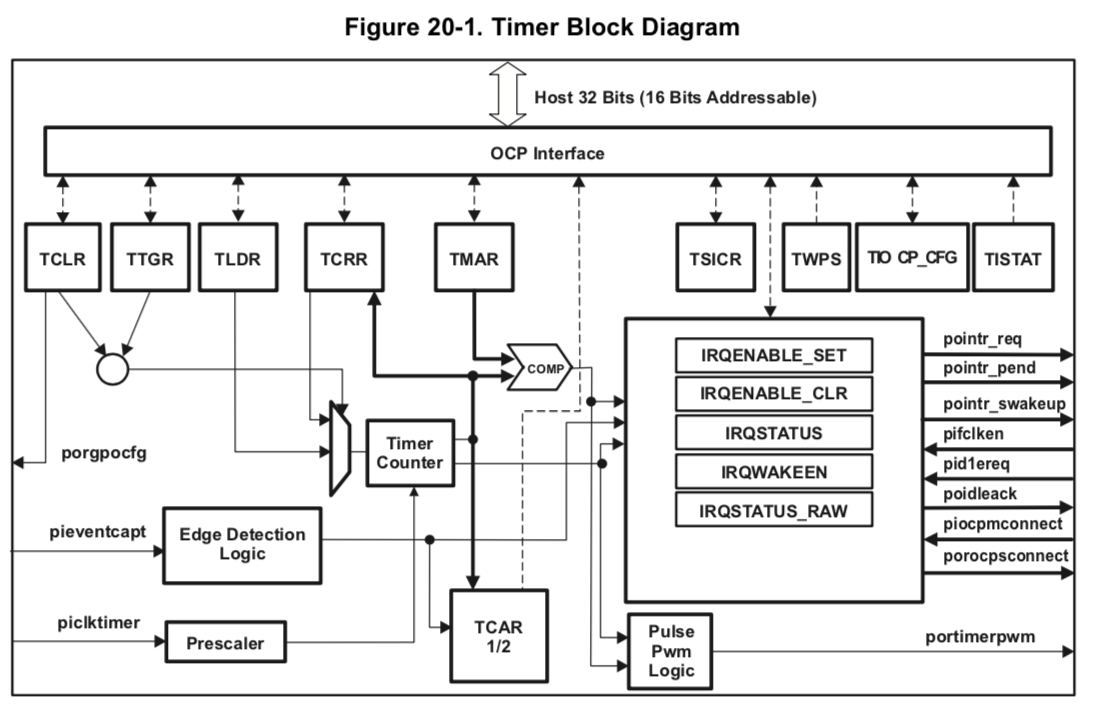 Figure 20-1. Timer Block Diagram
Host 32 Bits (16 Bits Addressable)
OCP Interface
TCLR
TTGR
TLDR
TCRR
TMAR
TSICR
TWPS
TIO CP_CFG
TISTAT
IRQENABLE_SET
IRQENABLE_CLR
IRQSTATUS
IRQWAKEEN
IRQSTATUS_RAW
pointr_req
pointr_pend
pointr_swakeup
pifclken
pid1ereq
poidleack
piocpmconnect
porocpsconnect
COMP
Timer
Counter
porgpocfg
pieventcapt
Edge Detection
Logic
piclktimer
Prescaler
TCAR
1/2
Pulse
Pwm
Logic
portimerpwm